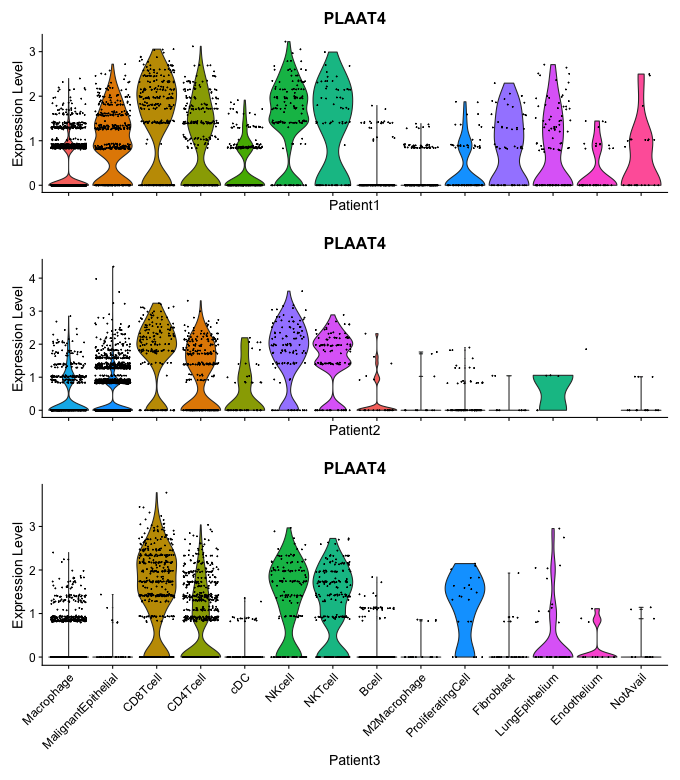 PLAAT4
Expression Level
3
2
1
0
Patient1
PLAAT4
Expression Level
4
3
2
1
0
Patient2
PLAAT4
Expression Level
3
2
1
0
Macrophage
MalignantEpithelial
CD8Tcell
CD4Tcell
cDC
NKcell
NKTcell
Bcell
M2Macrophage
ProliferatingCell
Fibroblast
LungEpithelium
Endothelium
NotAvail
Patient3